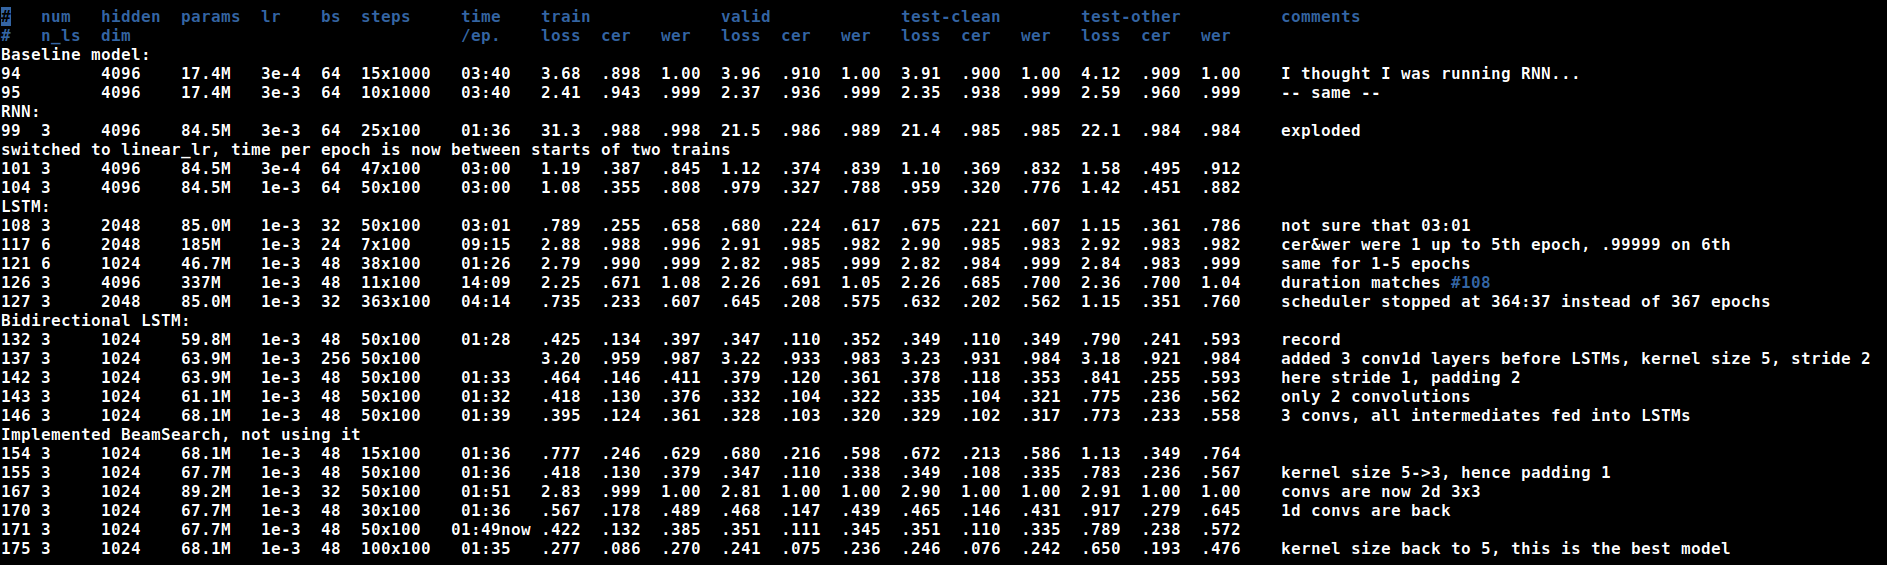 #   num   hidden  params  lr    bs  steps     time    train             valid             test-clean        test-other          comments
#   n_ls  dim                                 /ep.    loss  cer   wer   loss  cer   wer   loss  cer   wer   loss  cer   wer
Baseline model:
94        4096    17.4M   3e-4  64  15x1000   03:40   3.68  .898  1.00  3.96  .910  1.00  3.91  .900  1.00  4.12  .909  1.00    I thought I was running RNN...
95        4096    17.4M   3e-3  64  10x1000   03:40   2.41  .943  .999  2.37  .936  .999  2.35  .938  .999  2.59  .960  .999    -- same --
RNN:
99  3     4096    84.5M   3e-3  64  25x100    01:36   31.3  .988  .998  21.5  .986  .989  21.4  .985  .985  22.1  .984  .984    exploded
switched to linear_lr, time per epoch is now between starts of two trains
101 3     4096    84.5M   3e-4  64  47x100    03:00   1.19  .387  .845  1.12  .374  .839  1.10  .369  .832  1.58  .495  .912
104 3     4096    84.5M   1e-3  64  50x100    03:00   1.08  .355  .808  .979  .327  .788  .959  .320  .776  1.42  .451  .882
LSTM:
108 3     2048    85.0M   1e-3  32  50x100    03:01   .789  .255  .658  .680  .224  .617  .675  .221  .607  1.15  .361  .786    not sure that 03:01
117 6     2048    185M    1e-3  24  7x100     09:15   2.88  .988  .996  2.91  .985  .982  2.90  .985  .983  2.92  .983  .982    cer&wer were 1 up to 5th epoch, .99999 on 6th
121 6     1024    46.7M   1e-3  48  38x100    01:26   2.79  .990  .999  2.82  .985  .999  2.82  .984  .999  2.84  .983  .999    same for 1-5 epochs
126 3     4096    337M    1e-3  48  11x100    14:09   2.25  .671  1.08  2.26  .691  1.05  2.26  .685  .700  2.36  .700  1.04    duration matches #108
127 3     2048    85.0M   1e-3  32  363x100   04:14   .735  .233  .607  .645  .208  .575  .632  .202  .562  1.15  .351  .760    scheduler stopped at 364:37 instead of 367 epochs
Bidirectional LSTM:
132 3     1024    59.8M   1e-3  48  50x100    01:28   .425  .134  .397  .347  .110  .352  .349  .110  .349  .790  .241  .593    record
137 3     1024    63.9M   1e-3  256 50x100            3.20  .959  .987  3.22  .933  .983  3.23  .931  .984  3.18  .921  .984    added 3 conv1d layers before LSTMs, kernel size 5, stride 2
142 3     1024    63.9M   1e-3  48  50x100    01:33   .464  .146  .411  .379  .120  .361  .378  .118  .353  .841  .255  .593    here stride 1, padding 2
143 3     1024    61.1M   1e-3  48  50x100    01:32   .418  .130  .376  .332  .104  .322  .335  .104  .321  .775  .236  .562    only 2 convolutions
146 3     1024    68.1M   1e-3  48  50x100    01:39   .395  .124  .361  .328  .103  .320  .329  .102  .317  .773  .233  .558    3 convs, all intermediates fed into LSTMs
Implemented BeamSearch, not using it
154 3     1024    68.1M   1e-3  48  15x100    01:36   .777  .246  .629  .680  .216  .598  .672  .213  .586  1.13  .349  .764
155 3     1024    67.7M   1e-3  48  50x100    01:36   .418  .130  .379  .347  .110  .338  .349  .108  .335  .783  .236  .567    kernel size 5->3, hence padding 1
167 3     1024    89.2M   1e-3  32  50x100    01:51   2.83  .999  1.00  2.81  1.00  1.00  2.90  1.00  1.00  2.91  1.00  1.00    convs are now 2d 3x3
170 3     1024    67.7M   1e-3  48  30x100    01:36   .567  .178  .489  .468  .147  .439  .465  .146  .431  .917  .279  .645    1d convs are back
171 3     1024    67.7M   1e-3  48  50x100   01:49now .422  .132  .385  .351  .111  .345  .351  .110  .335  .789  .238  .572
175 3     1024    68.1M   1e-3  48  100x100   01:35   .277  .086  .270  .241  .075  .236  .246  .076  .242  .650  .193  .476    kernel size back to 5, this is the best model